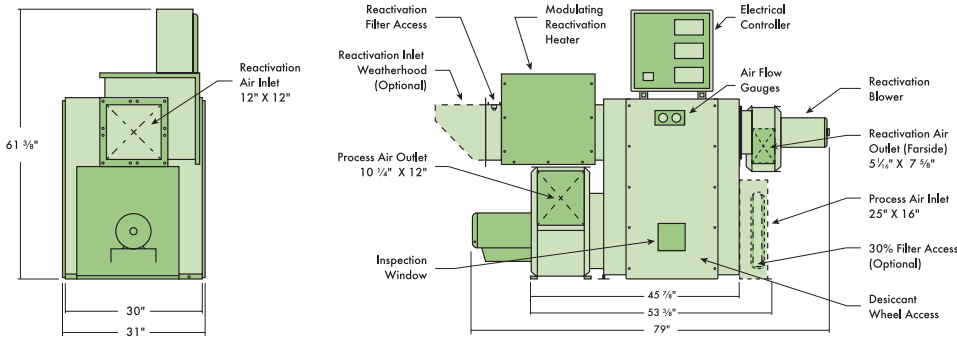 Reactivation
Air Inlet
12" X 12"
61 ⅜"
30"
31"
Reactivation
Filter Access
Modulating
Reactivation
Heater
Electrical
Controller
Reactivation Inlet
Weatherhood
(Optional)
Air Flow
Gauges
Reactivation
Blower
Process Air Outlet
10 ¼" X 12"
Reactivation Air
Outlet (Farside)
5 ¹⁄₁₆" X 7 ⅝"
Process Air Inlet
25" X 16"
Inspection
Window
30% Filter Access
(Optional)
Desiccant
Wheel Access
45 ⅞"
53 ⅜"
79"